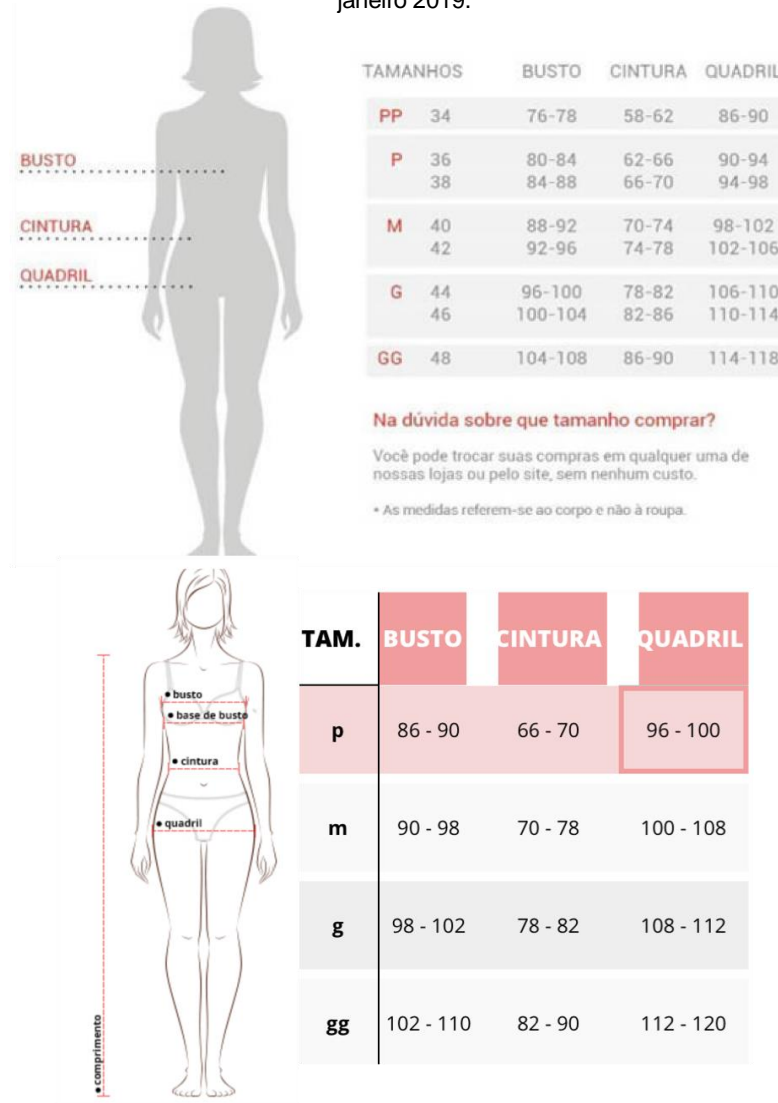 janeiro 2019.
TAMANHOS BUSTO CINTURA QUADRIL
PP 34 76-78 58-62 86-90
P 36 80-84 62-66 90-94
38 84-88 66-70 94-98
M 40 88-92 70-74 98-102
42 92-96 74-78 102-106
G 44 96-100 78-82 106-110
46 100-104 82-86 110-114
GG 48 104-108 86-90 114-118
BUSTO
CINTURA
QUADRIL
Na dúvida sobre que tamanho comprar?
Você pode trocar suas compras em qualquer uma de
nossas lojas ou pelo site, sem nenhum custo.
• As medidas referem-se ao corpo e não à roupa.
• busto
• base de busto
• cintura
• quadril
• comprimento
TAM. BUSTO CINTURA QUADRIL
p 86 - 90 66 - 70 96 - 100
m 90 - 98 70 - 78 100 - 108
g 98 - 102 78 - 82 108 - 112
gg 102 - 110 82 - 90 112 - 120